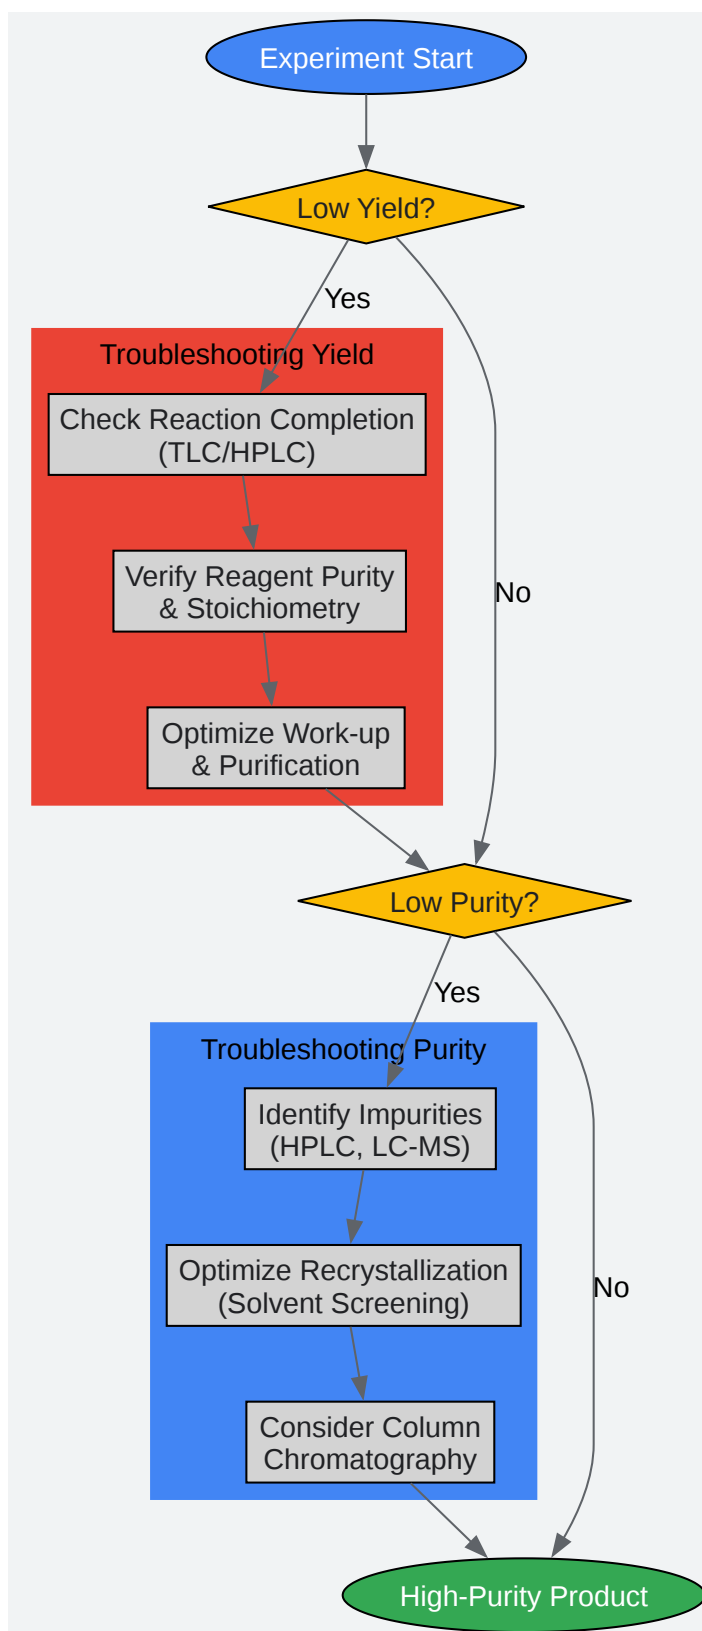 Experiment Start
Low Yield?
Yes
Troubleshooting Yield
Check Reaction Completion
(TLC/HPLC)
Verify Reagent Purity
& Stoichiometry
No
Optimize Work-up
& Purification
Low Purity?
Yes
Troubleshooting Purity
Identify Impurities
(HPLC, LC-MS)
Optimize Recrystallization
(Solvent Screening)
No
Consider Column
Chromatography
High-Purity Product